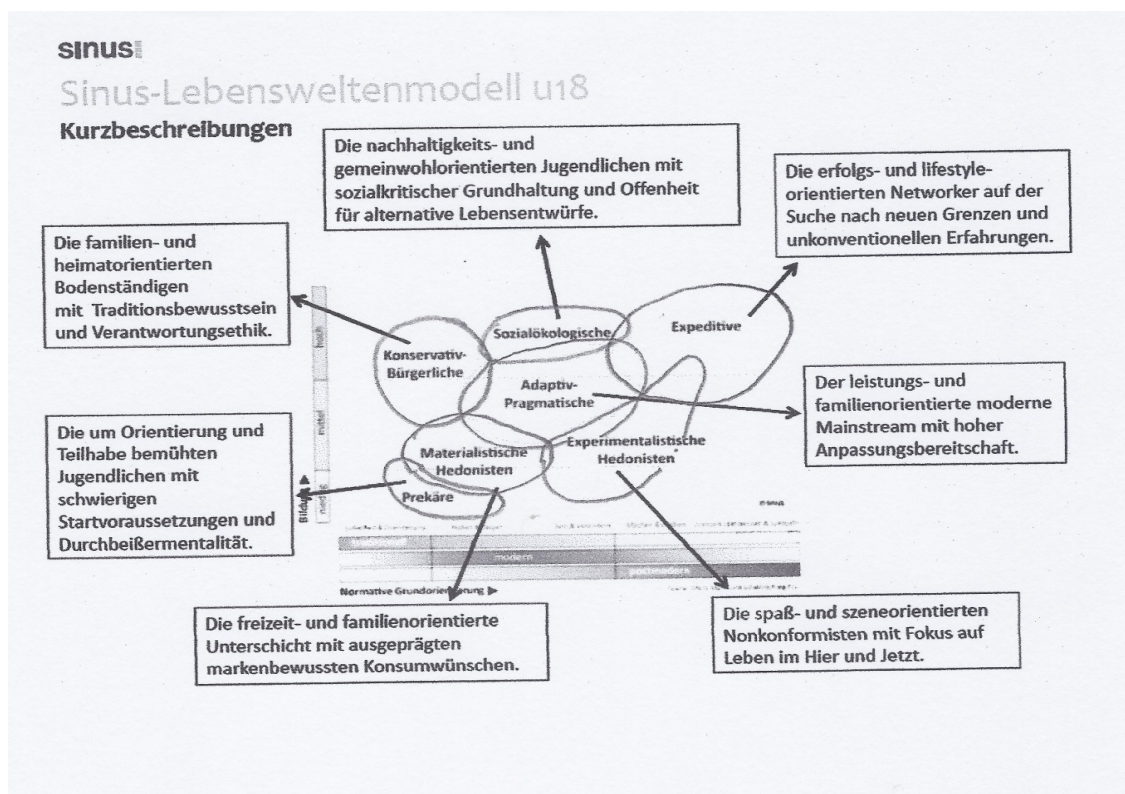 sinus
Sinus-Lebensweltenmodell u18
Kurzbeschreibungen
Die nachhaltigkeits- und
gemeinwohlorientierten Jugendlichen mit
sozialkritischer Grundhaltung und Offenheit
für alternative Lebensentwürfe.
Die erfolgs- und lifestyle-
orientierten Networker auf der
Suche nach neuen Grenzen und
unkonventionellen Erfahrungen.
Die familien- und
heimatorientierten
Bodenständigen
mit Traditionsbewusstsein
und Verantwortungsethik.
hoch
mittel
niedrig
Bildung ▶
Konservativ-
Bürgerliche
Sozialökologische
Expeditive
Adaptiv-
Pragmatische
Materialistische
Hedonisten
Experimentalistische
Hedonisten
Prekäre
Der leistungs- und
familienorientierte moderne
Mainstream mit hoher
Anpassungsbereitschaft.
Die um Orientierung und
Teilhabe bemühten
Jugendlichen mit
schwierigen
Startvoraussetzungen und
Durchbeißermentalität.
modern
postmodern
Normative Grundorientierung ▶
Die freizeit- und familienorientierte
Unterschicht mit ausgeprägten
markenbewussten Konsumwünschen.
Die spaß- und szeneorientierten
Nonkonformisten mit Fokus auf
Leben im Hier und Jetzt.